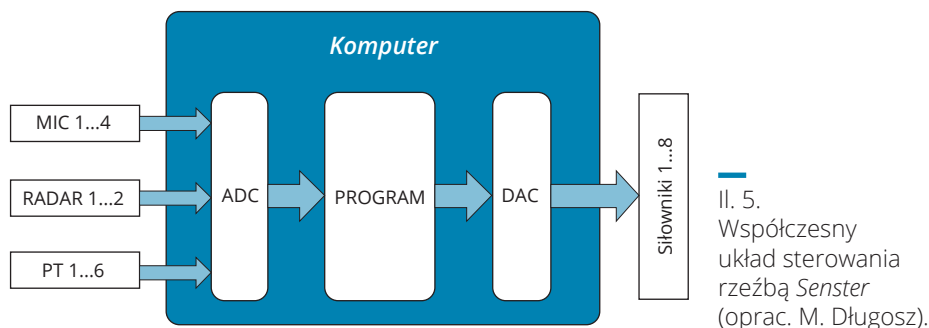 Komputer
MIC 1...4
RADAR 1...2
PT 1...6
ADC
PROGRAM
DAC
Siłowniki 1...8
Il. 5.
Współczesny
układ sterowania
rzeźbą Senster
(oprac. M. Długosz).